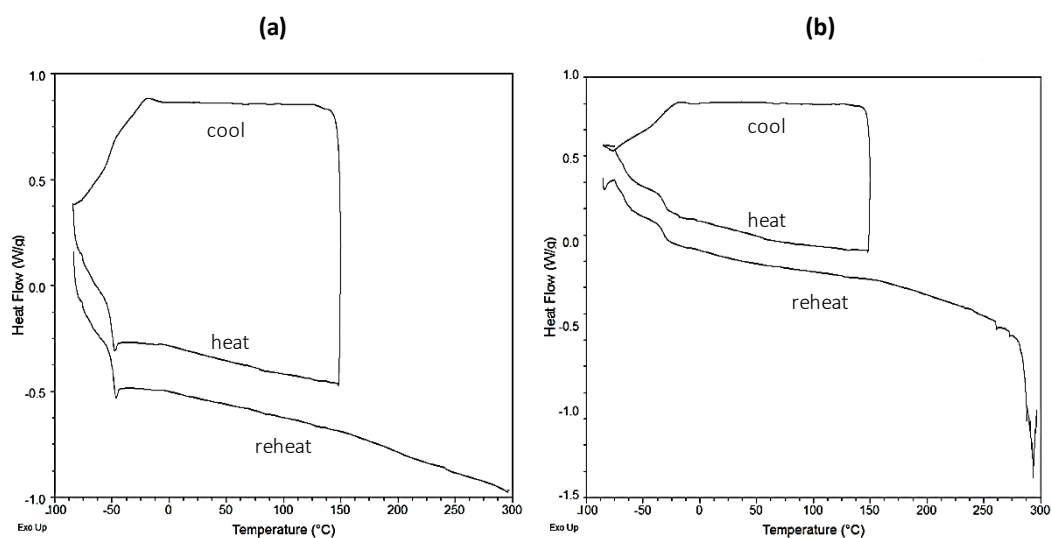 (a)
1.0
0.5
0.0
-0.5
-1.0
Heat Flow (W/g)
cool
heat
reheat
-100
-50
0
50
100
150
200
250
300
Exo Up
Temperature (°C)
(b)
1.0
0.5
0.0
-0.5
-1.0
-1.5
Heat Flow (W/g)
cool
heat
reheat
-100
-50
0
50
100
150
200
250
300
Exo Up
Temperature (°C)